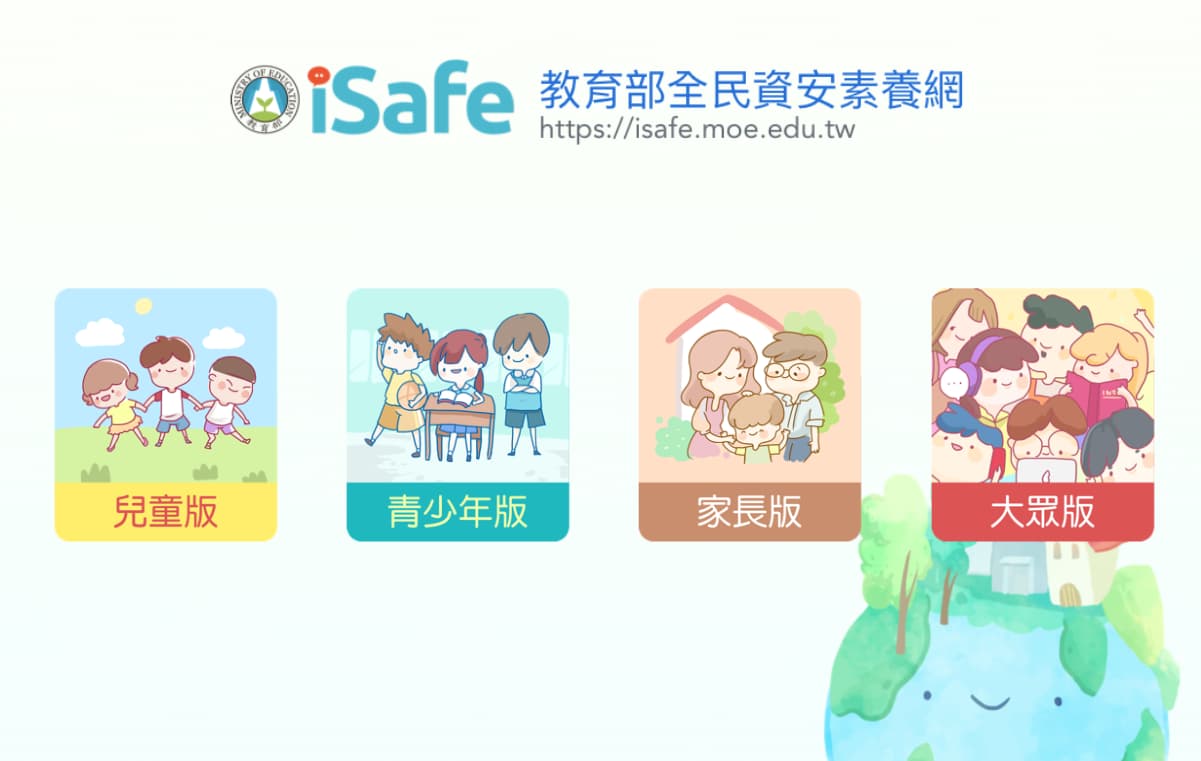 MINISTRY OF EDUCATION
教育部
iSafe
教育部全民資安素養網
https://isafe.moe.edu.tw
兒童版
青少年版
家長版
大眾版